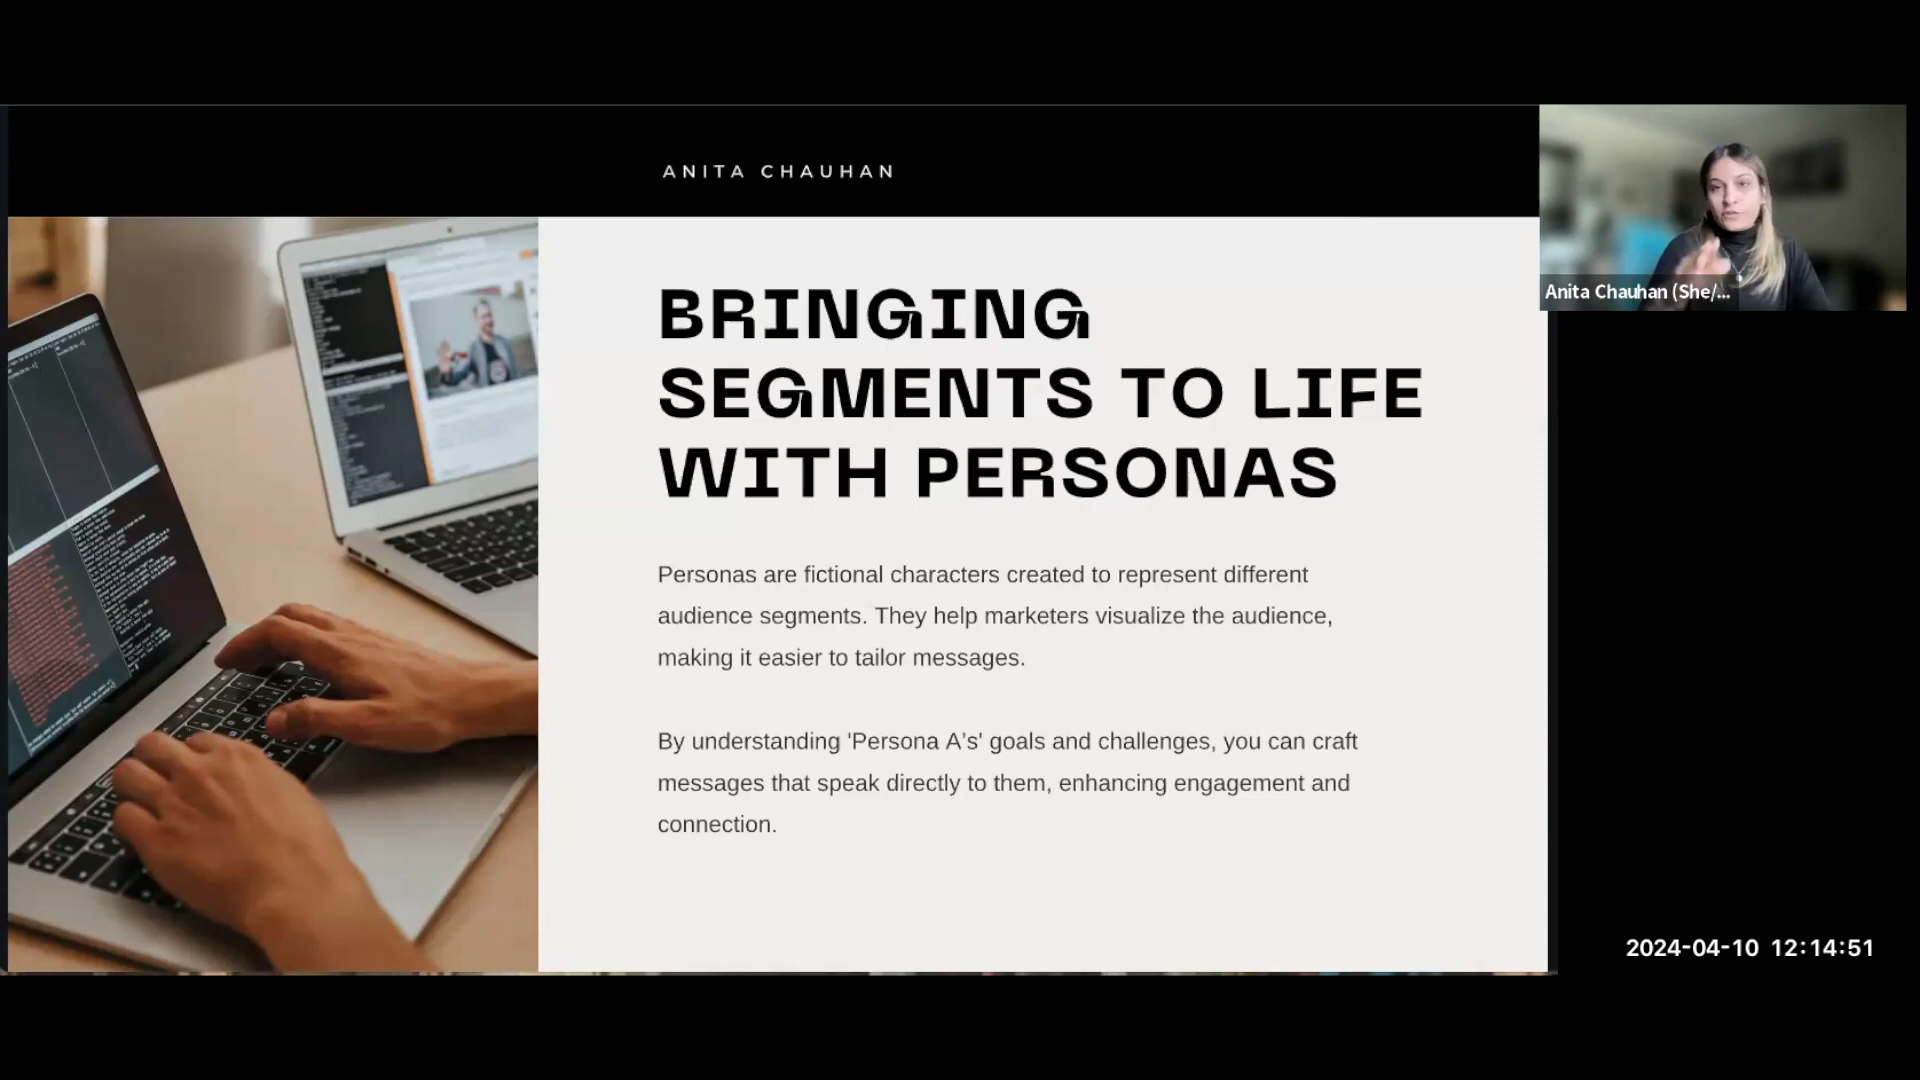 ANITA CHAUHAN
Anita Chauhan (She/...
BRINGING
SEGMENTS TO LIFE
WITH PERSONAS
Personas are fictional characters created to represent different
audience segments. They help marketers visualize the audience,
making it easier to tailor messages.
By understanding 'Persona A’s' goals and challenges, you can craft
messages that speak directly to them, enhancing engagement and
connection.
2024-04-10 12:14:51